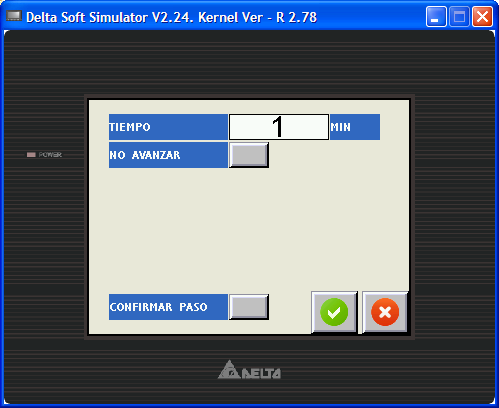 Delta Soft Simulator V2.24. Kernel Ver - R 2.78
TIEMPO 1 MIN
NO AVANZAR
POWER
CONFIRMAR PASO
DELTA